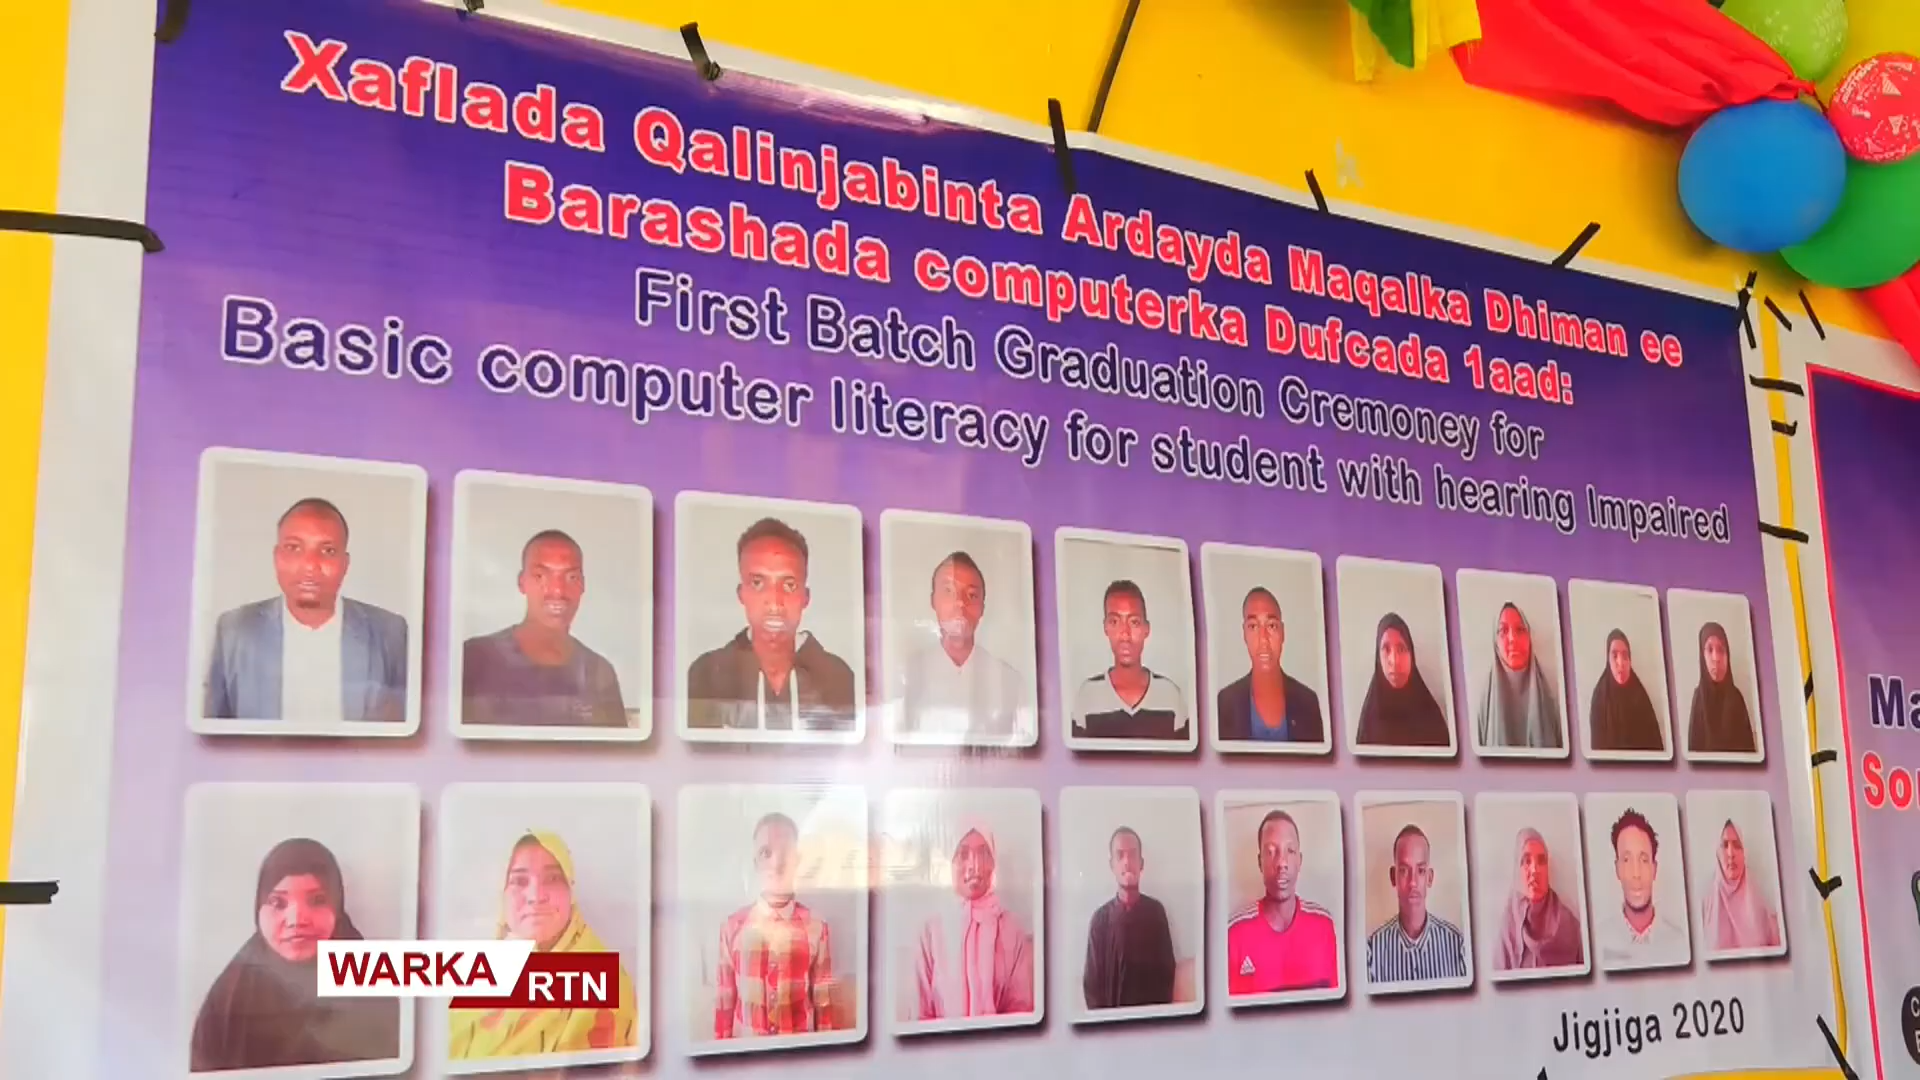 Xaflada Qalinjabinta Ardayda Maqalka Dhiman ee
Barashada computerka Dufcada 1aad:
First Batch Graduation Cremoney for
Basic computer literacy for student with hearing Impaired
WARKA
RTN
Jigjiga 2020